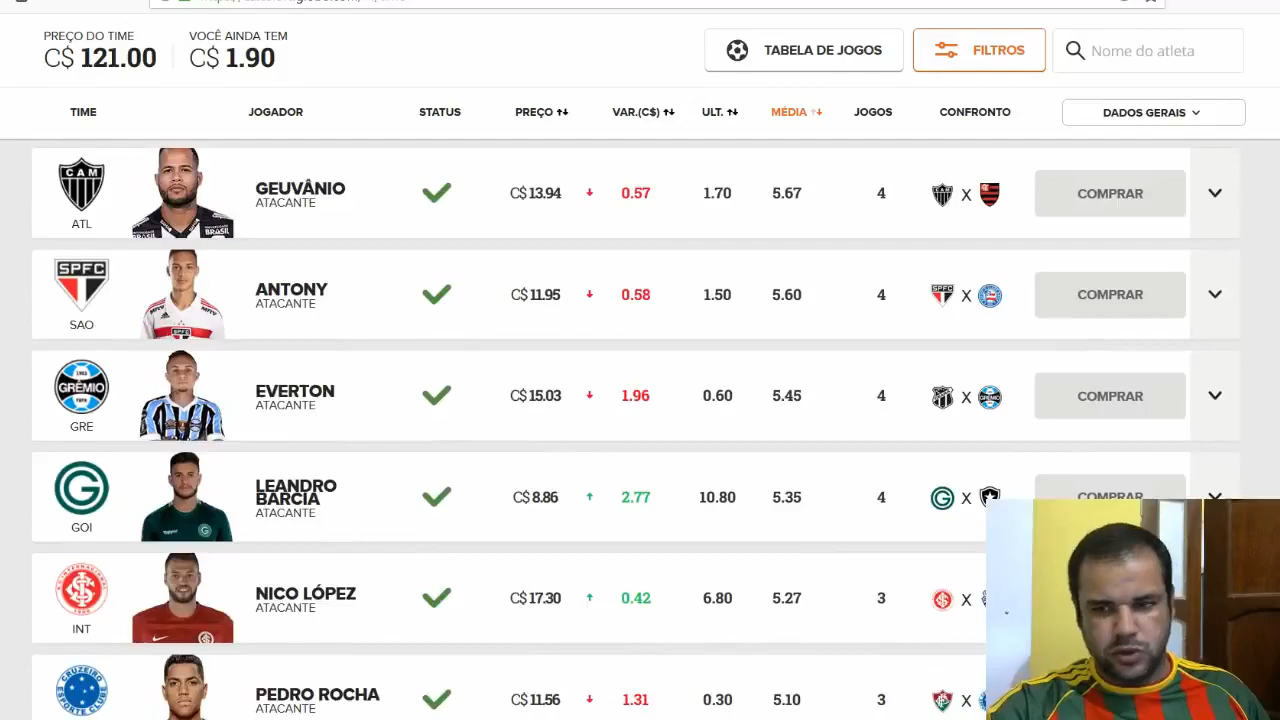 PREÇO DO TIME
C$ 121.00
VOCÊ AINDA TEM
C$ 1.90
TABELA DE JOGOS
FILTROS
Nome do atleta
TIME JOGADOR STATUS PREÇO VAR.(C$) ULT. MÉDIA JOGOS CONFRONTO DADOS GERAIS
CAM
ATL
GEUVÂNIO
ATACANTE
C$ 13.94 0.57 1.70 5.67 4 X COMPRAR
SPFC
SAO
ANTONY
ATACANTE
C$ 11.95 0.58 1.50 5.60 4 X COMPRAR
GRÊMIO
GRE
EVERTON
ATACANTE
C$ 15.03 1.96 0.60 5.45 4 X COMPRAR
G
GOI
LEANDRO
BARCIA
ATACANTE
C$ 8.86 2.77 10.80 5.35 4 X COMPRAR
INT
NICO LÓPEZ
ATACANTE
C$ 17.30 0.42 6.80 5.27 3 X
CRUZEIRO
PEDRO ROCHA
ATACANTE
C$ 11.56 1.31 0.30 5.10 3 X